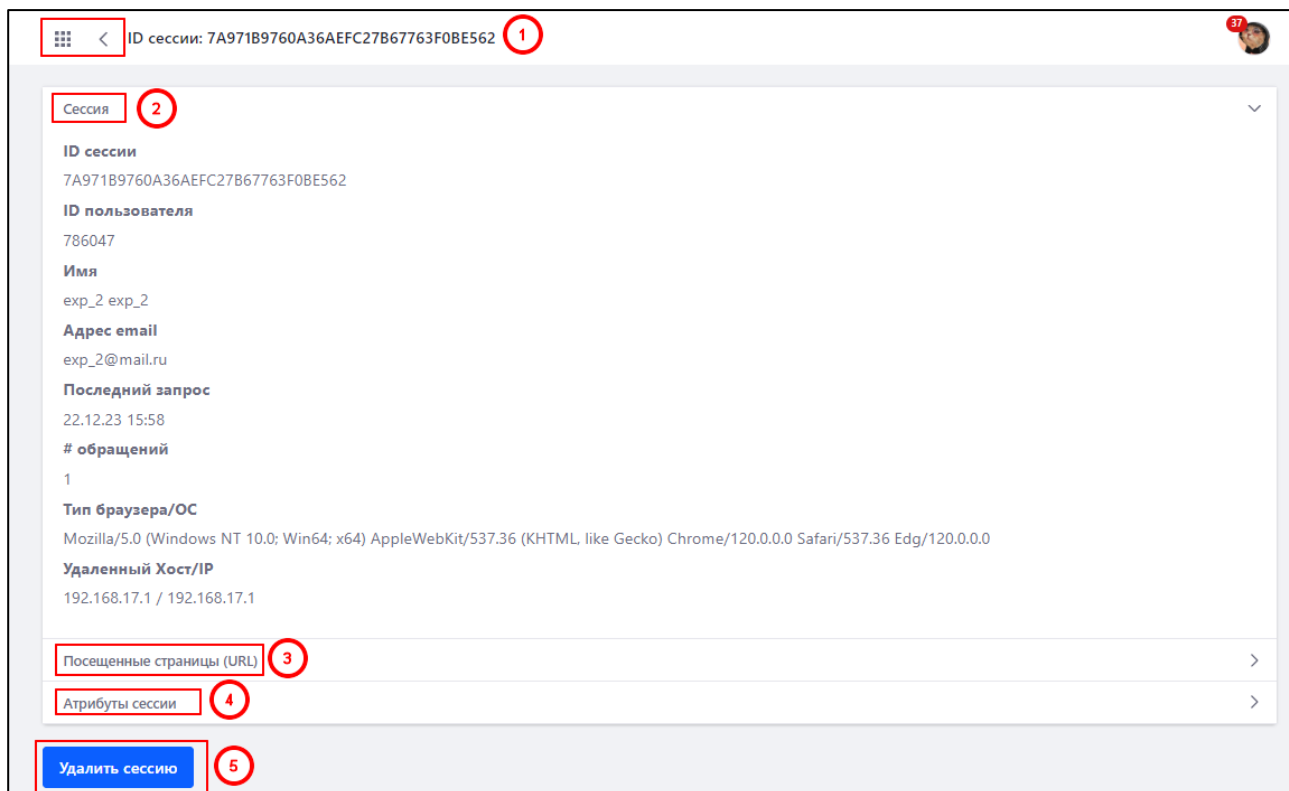 ID сессии: 7A971B9760A36AEFC27B67763F0BE562
1
37
Сессия
2
ID сессии
7A971B9760A36AEFC27B67763F0BE562
ID пользователя
786047
Имя
exp_2 exp_2
Адрес email
exp_2@mail.ru
Последний запрос
22.12.23 15:58
# обращений
1
Тип браузера/ОС
Mozilla/5.0 (Windows NT 10.0; Win64; x64) AppleWebKit/537.36 (KHTML, like Gecko) Chrome/120.0.0.0 Safari/537.36 Edg/120.0.0.0
Удаленный Хост/IP
192.168.17.1 / 192.168.17.1
Посещенные страницы (URL)
3
Атрибуты сессии
4
Удалить сессию
5